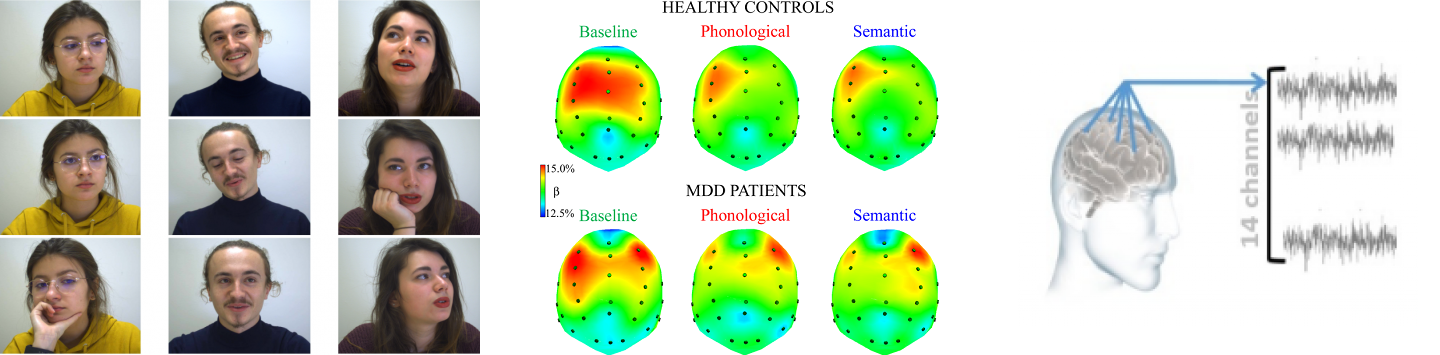 HEALTHY CONTROLS
Baseline Phonological Semantic
15.0%
β
12.5%
MDD PATIENTS
Baseline Phonological Semantic
14 channels